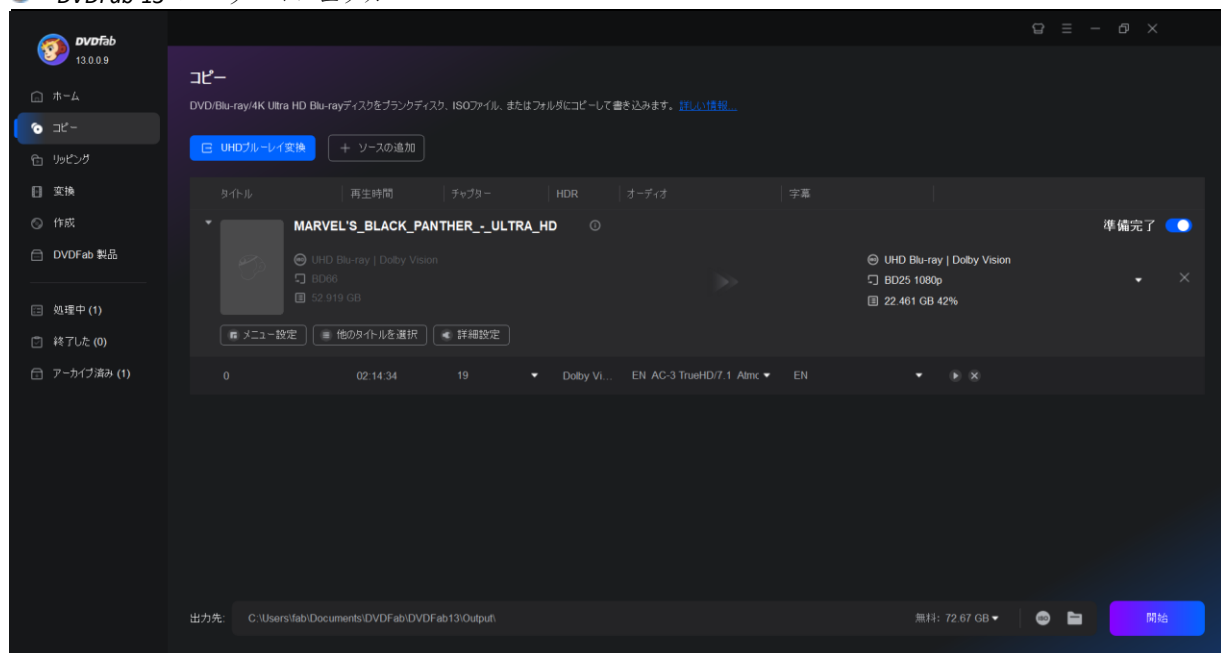 DVDFab 13
DVDFab
13.0.0.9
ホーム
コピー
リッピング
変換
作成
DVDFab 製品
処理中 (1)
終了した (0)
アーカイブ済み (1)
コピー
DVD/Blu-ray/4K Ultra HD Blu-rayディスクをブランクディスク、ISOファイル、またはフォルダにコピーして書き込みます。詳しい情報...
UHDブルーレイ変換
+ ソースの追加
タイトル 再生時間 チャプター HDR オーディオ 字幕
MARVEL'S_BLACK_PANTHER_-_ULTRA_HD
準備完了
UHD Blu-ray | Dolby Vision
BD66
52.919 GB
UHD Blu-ray | Dolby Vision
BD25 1080p
22.461 GB 42%
メニュー設定 他のタイトルを選択 詳細設定
0 02:14:34 19 Dolby Vi... EN AC-3 TrueHD/7.1 Atmc EN
出力先: C:\Users\fab\Documents\DVDFab\DVDFab13\Output\
無料: 72.67 GB
ISO
開始